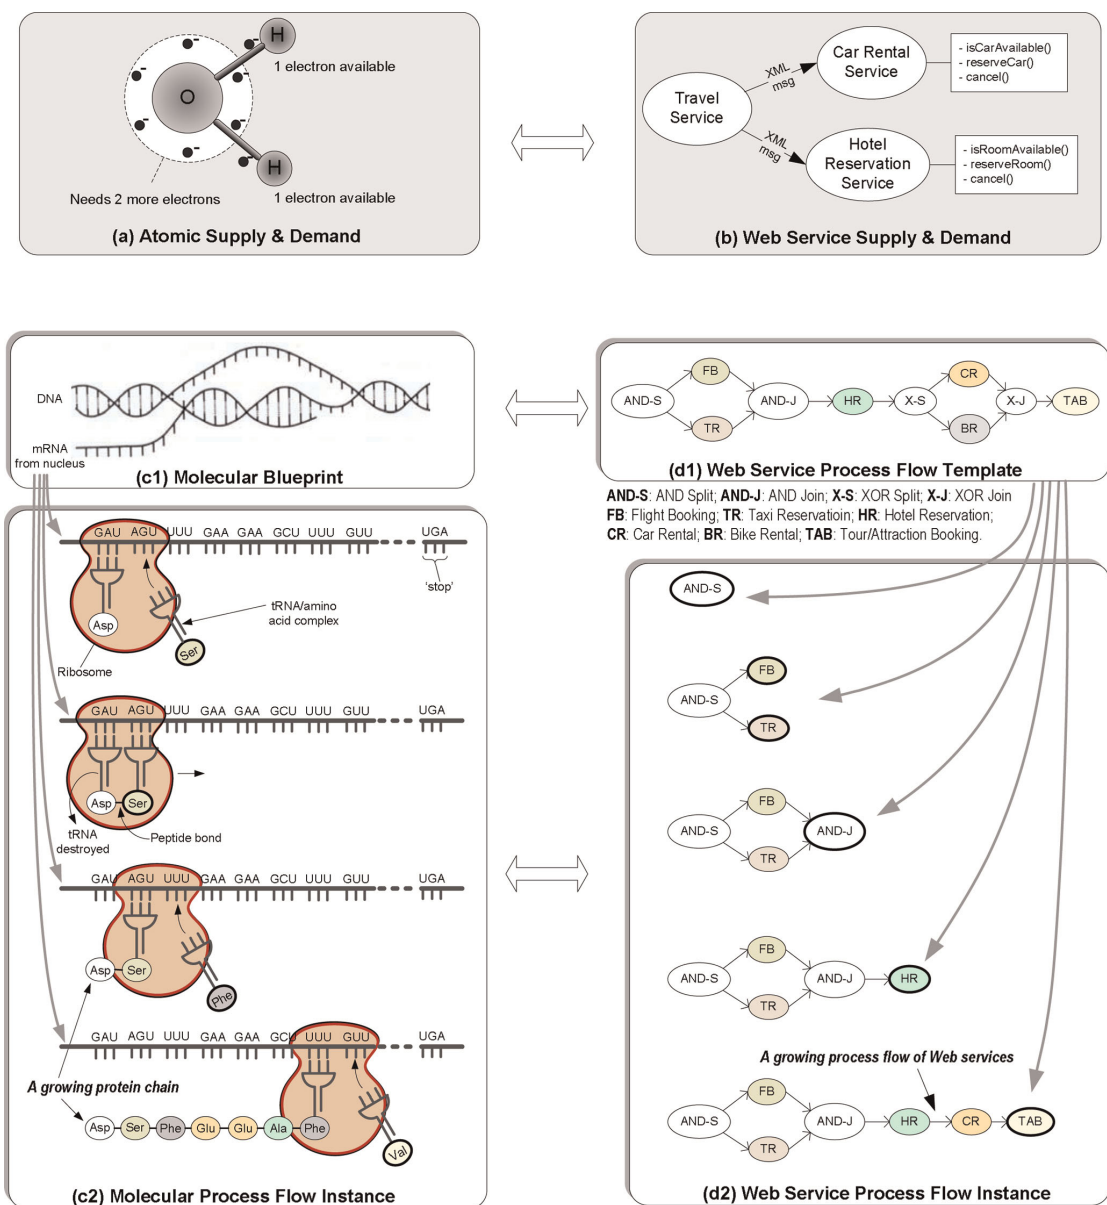 H
1 electron available
O
H
Needs 2 more electrons
1 electron available
(a) Atomic Supply & Demand
Travel
Service
XML
msg
XML
msg
Car Rental
Service
- isCarAvailable()
- reserveCar()
- cancel()
Hotel
Reservation
Service
- isRoomAvailable()
- reserveRoom()
- cancel()
(b) Web Service Supply & Demand
DNA
mRNA
from nucleus
(c1) Molecular Blueprint
AND-S
FB
TR
AND-J
HR
X-S
CR
BR
X-J
TAB
(d1) Web Service Process Flow Template
AND-S: AND Split; AND-J: AND Join; X-S: XOR Split; X-J: XOR Join
FB: Flight Booking; TR: Taxi Reservatioin; HR: Hotel Reservation;
CR: Car Rental; BR: Bike Rental; TAB: Tour/Attraction Booking.
GAU AGU UUU GAA GAA GCU UUU GUU UGA
'stop'
tRNA/amino
acid complex
Asp
Ser
Ribosome
GAU AGU UUU GAA GAA GCU UUU GUU UGA
Asp Ser
tRNA
destroyed
Peptide bond
GAU AGU UUU GAA GAA GCU UUU GUU UGA
Asp Ser
Phe
GAU AGU UUU GAA GAA GCU UUU GUU UGA
A growing protein chain
Asp Ser Phe Glu Glu Ala Phe
Val
(c2) Molecular Process Flow Instance
AND-S
FB
AND-S
TR
FB
AND-S AND-J
TR
FB
AND-S AND-J HR
TR
A growing process flow of Web services
FB
AND-S AND-J HR CR TAB
TR
(d2) Web Service Process Flow Instance